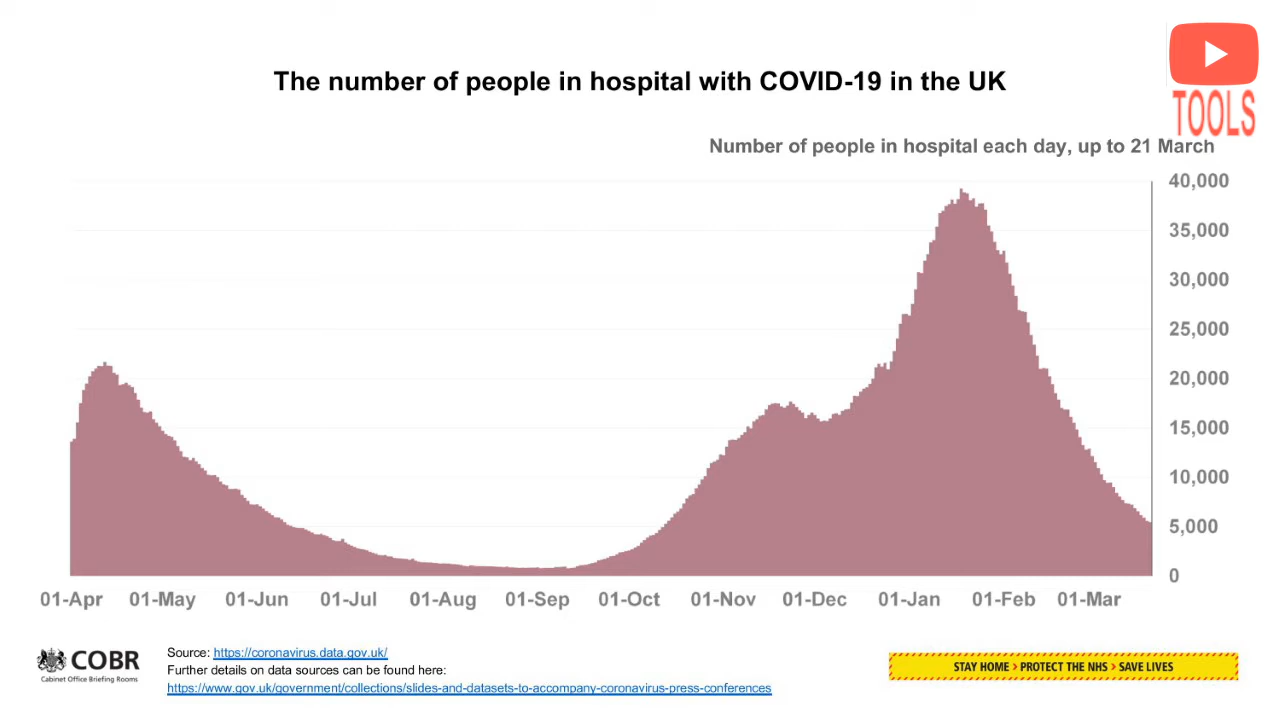 The number of people in hospital with COVID-19 in the UK
TOOLS
Number of people in hospital each day, up to 21 March
40,000
35,000
30,000
25,000
20,000
15,000
10,000
5,000
0
01-Apr 01-May 01-Jun 01-Jul 01-Aug 01-Sep 01-Oct 01-Nov 01-Dec 01-Jan 01-Feb 01-Mar
COBR
Cabinet Office Briefing Rooms
Source: https://coronavirus.data.gov.uk/
Further details on data sources can be found here:
https://www.gov.uk/government/collections/slides-and-datasets-to-accompany-coronavirus-press-conferences
STAY HOME > PROTECT THE NHS > SAVE LIVES